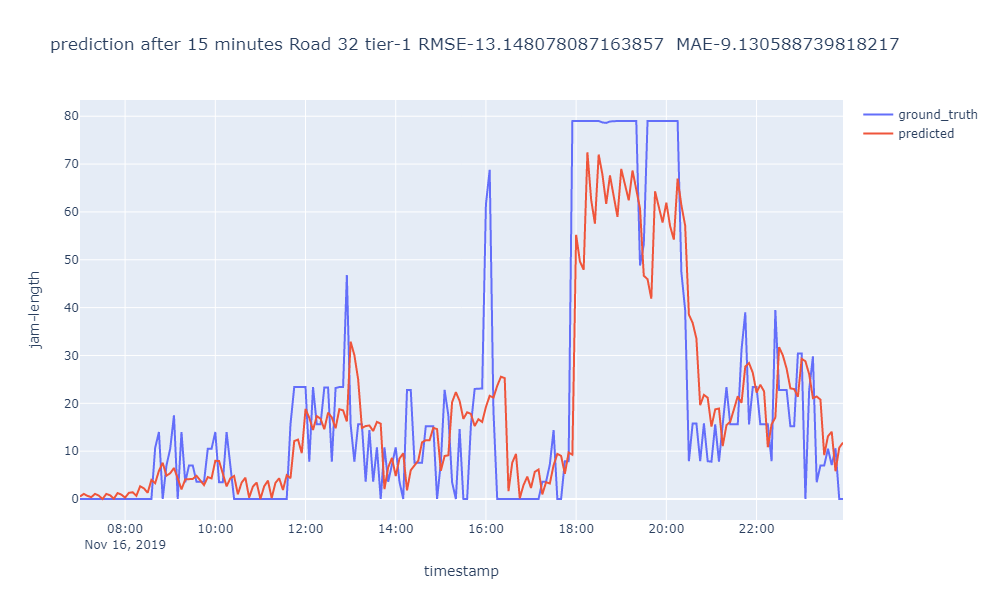 prediction after 15 minutes Road 32 tier-1 RMSE-13.148078087163857  MAE-9.130588739818217
ground_truth
predicted
jam-length
80
70
60
50
40
30
20
10
0
08:00 10:00 12:00 14:00 16:00 18:00 20:00 22:00
Nov 16, 2019
timestamp